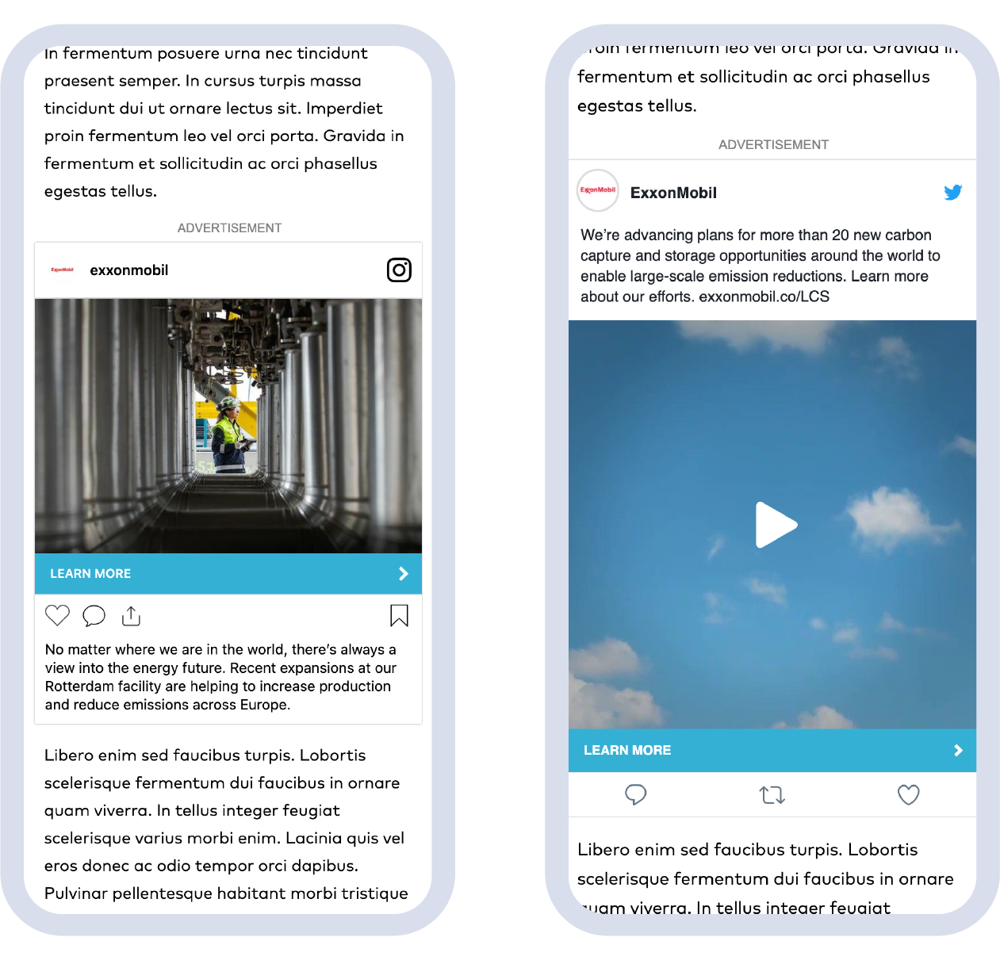 In fermentum posuere urna nec tincidunt
praesent semper. In cursus turpis massa
tincidunt dui ut ornare lectus sit. Imperdiet
proin fermentum leo vel orci porta. Gravida in
fermentum et sollicitudin ac orci phasellus
egestas tellus.
ADVERTISEMENT
ExxonMobil
exxonmobil
LEARN MORE
No matter where we are in the world, there's always a
view into the energy future. Recent expansions at our
Rotterdam facility are helping to increase production
and reduce emissions across Europe.
Libero enim sed faucibus turpis. Lobortis
scelerisque fermentum dui faucibus in ornare
quam viverra. In tellus integer feugiat
scelerisque varius morbi enim. Lacinia quis vel
eros donec ac odio tempor orci dapibus.
Pulvinar pellentesque habitant morbi tristique
proin fermentum leo vel orci porta. Gravida in
fermentum et sollicitudin ac orci phasellus
egestas tellus.
ADVERTISEMENT
ExxonMobil
ExxonMobil
We're advancing plans for more than 20 new carbon
capture and storage opportunities around the world to
enable large-scale emission reductions. Learn more
about our efforts. exxonmobil.co/LCS
LEARN MORE
Libero enim sed faucibus turpis. Lobortis
scelerisque fermentum dui faucibus in ornare
quam viverra. In tellus integer feugiat